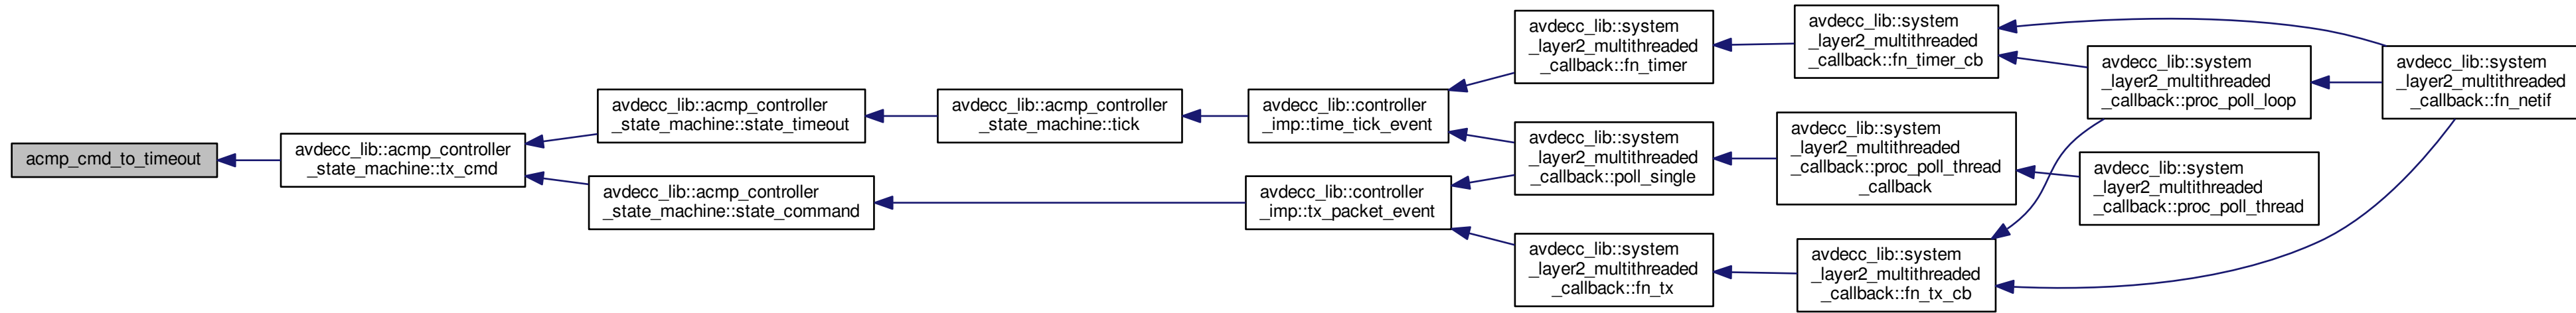 acmp_cmd_to_timeout
avdecc_lib::acmp_controller
_state_machine::tx_cmd
avdecc_lib::acmp_controller
_state_machine::state_timeout
avdecc_lib::acmp_controller
_state_machine::state_command
avdecc_lib::acmp_controller
_state_machine::tick
avdecc_lib::controller
_imp::time_tick_event
avdecc_lib::controller
_imp::tx_packet_event
avdecc_lib::system
_layer2_multithreaded
_callback::fn_timer
avdecc_lib::system
_layer2_multithreaded
_callback::poll_single
avdecc_lib::system
_layer2_multithreaded
_callback::fn_tx
avdecc_lib::system
_layer2_multithreaded
_callback::fn_timer_cb
avdecc_lib::system
_layer2_multithreaded
_callback::proc_poll_thread
_callback
avdecc_lib::system
_layer2_multithreaded
_callback::fn_tx_cb
avdecc_lib::system
_layer2_multithreaded
_callback::proc_poll_loop
avdecc_lib::system
_layer2_multithreaded
_callback::proc_poll_thread
avdecc_lib::system
_layer2_multithreaded
_callback::fn_netif